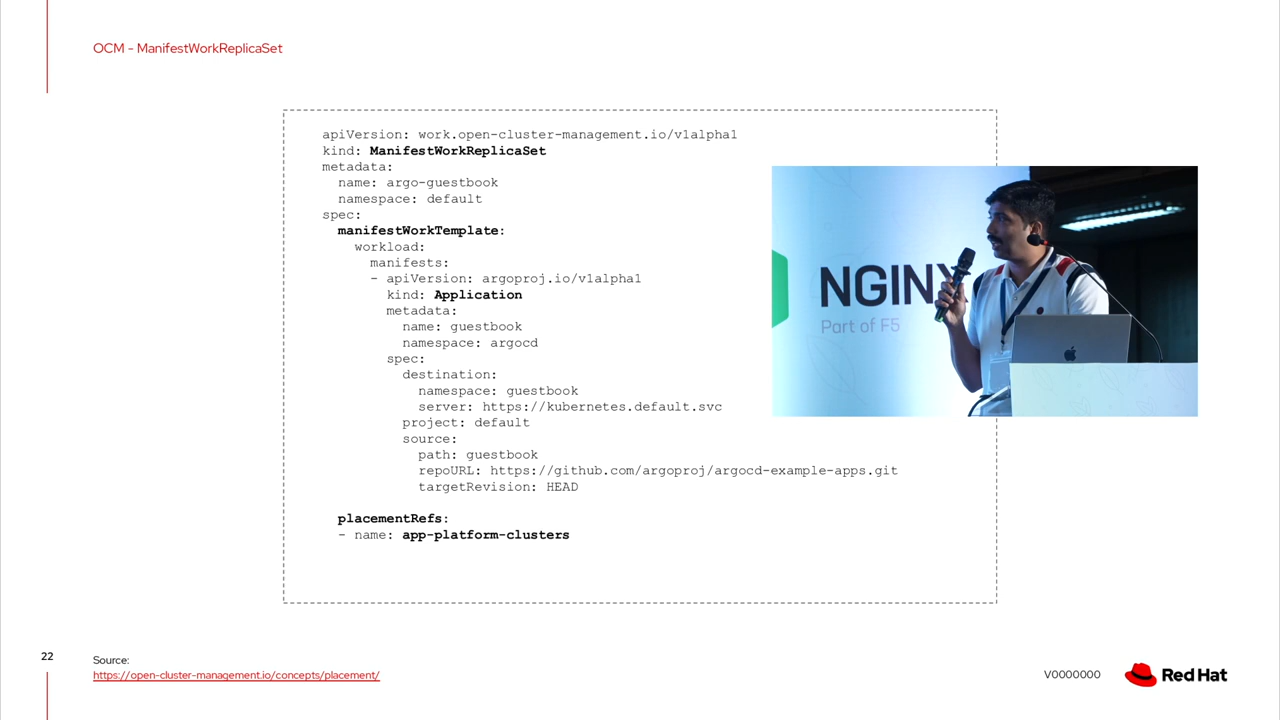 OCM - ManifestWorkReplicaSet
apiVersion: work.open-cluster-management.io/v1alpha1
kind: ManifestWorkReplicaSet
metadata:
  name: argo-guestbook
  namespace: default
spec:
  manifestWorkTemplate:
    workload:
      manifests:
      - apiVersion: argoproj.io/v1alpha1
        kind: Application
        metadata:
          name: guestbook
          namespace: argocd
        spec:
          destination:
            namespace: guestbook
            server: https://kubernetes.default.svc
          project: default
          source:
            path: guestbook
            repoURL: https://github.com/argoproj/argocd-example-apps.git
            targetRevision: HEAD
  placementRefs:
  - name: app-platform-clusters
NGINX
Part of F5
22
Source:
https://open-cluster-management.io/concepts/placement/
V0000000
Red Hat